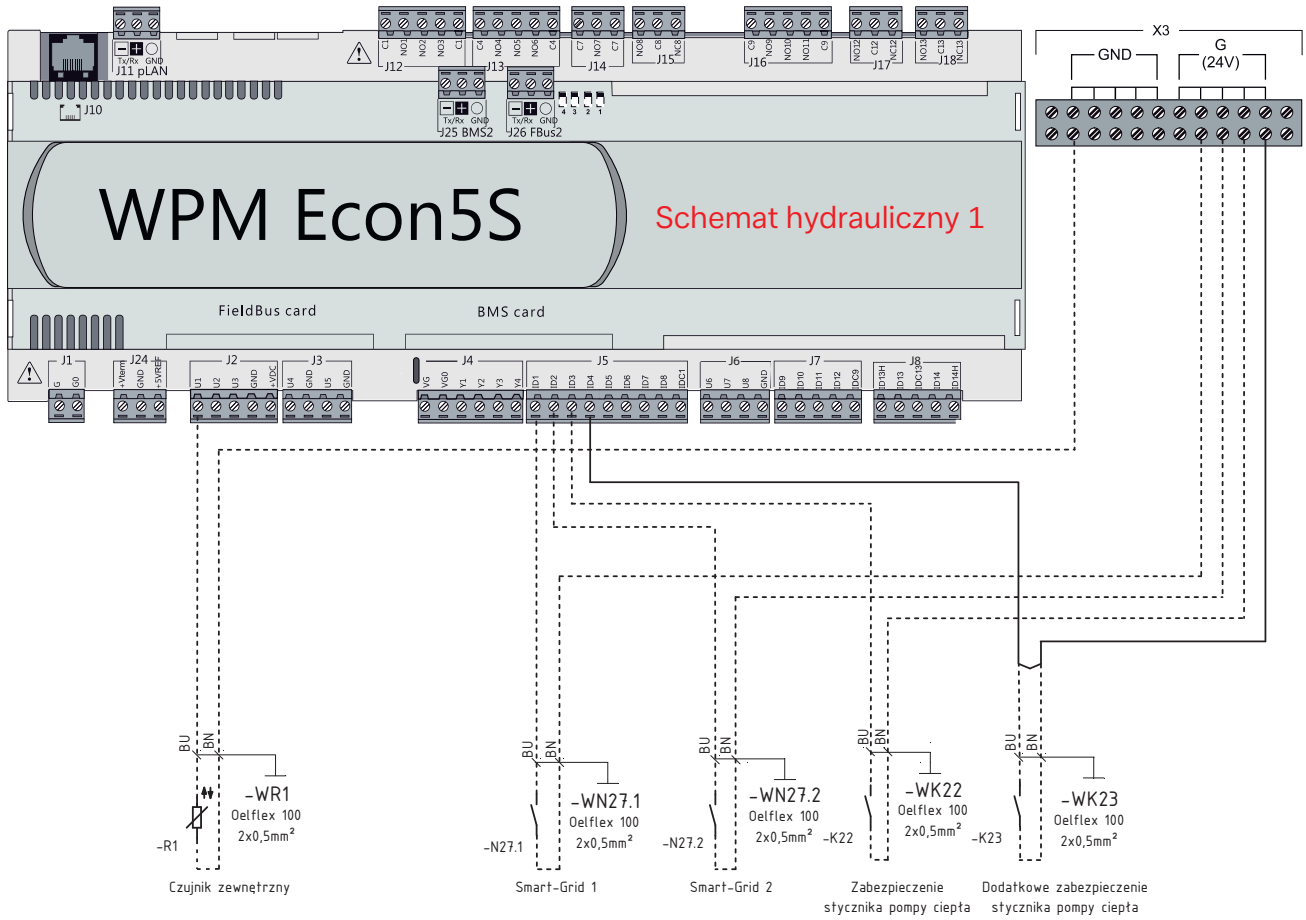 X3
GND
G
(24V)
Tx/Rx GND
J11 pLAN
J10
C1 NO1 NO2 NO3 C1
J12
C4 NO4 NO5 NO6 C4
J13
C7 NO7 C7
J14
NO8 C8 NC8
J15
C9 NO9 NO10 NO11 C9
J16
NO12 C12 NC12
J17
NO13 C13 NC13
J18
Tx/Rx GND
J25 BMS2
Tx/Rx GND
J26 FBus2
4 3 2 1
WPM Econ5S
Schemat hydrauliczny 1
FieldBus card
BMS card
J1
G G0
J24
+Vterm GND +5VREF
J2
U1 U2 U3 GND +VDC
J3
U4 GND U5 GND
J4
VG VG0 Y1 Y2 Y3 Y4
J5
ID1 ID2 ID3 ID4 ID5 ID6 ID7 ID8 IDC1
J6
U6 U7 U8 GND
J7
ID9 ID10 ID11 ID12 IDC9
J8
ID13H ID13 IDC13 ID14 ID14H
BU BN
-WR1
Oelflex 100
2x0,5mm²
-R1
Czujnik zewnętrzny
BU BN
-WN27.1
Oelflex 100
2x0,5mm²
-N27.1
Smart-Grid 1
BU BN
-WN27.2
Oelflex 100
2x0,5mm²
-N27.2
Smart-Grid 2
BU BN
-WK22
Oelflex 100
2x0,5mm²
-K22
Zabezpieczenie
stycznika pompy ciepła
BU BN
-WK23
Oelflex 100
2x0,5mm²
-K23
Dodatkowe zabezpieczenie
stycznika pompy ciepła